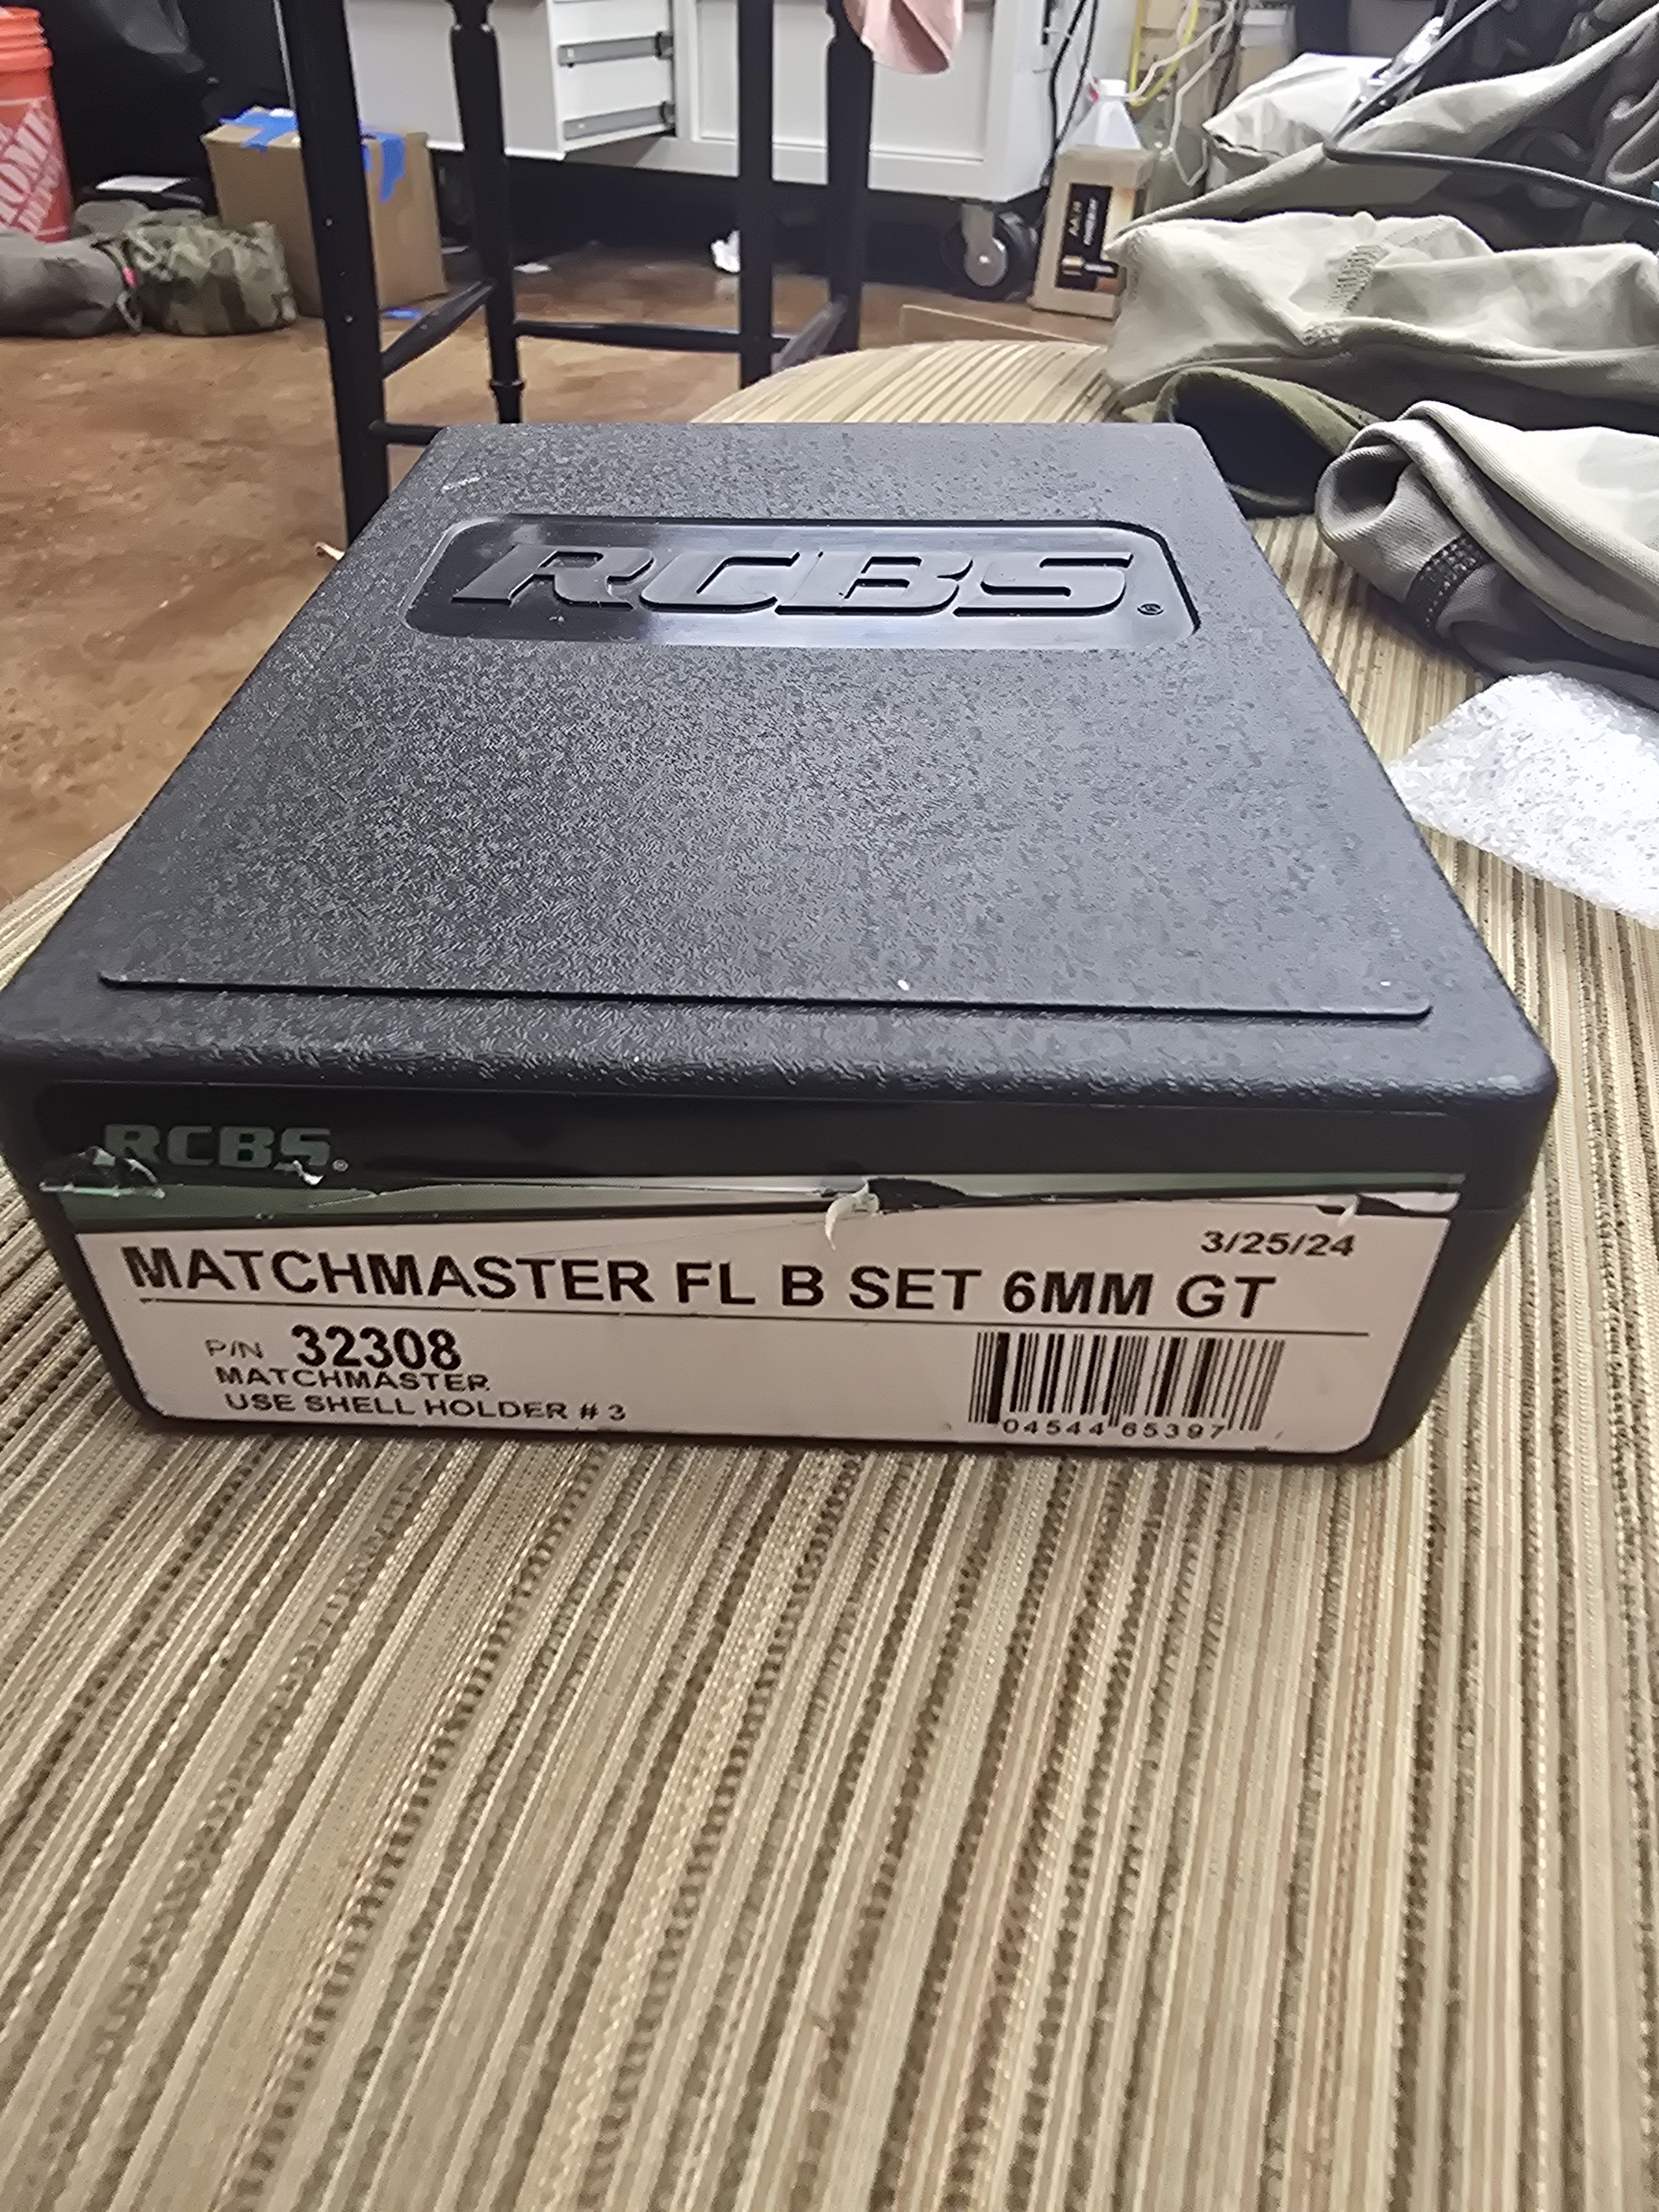 RCBS®
RCBS®
MATCHMASTER FL B SET 6MM GT
3/25/24
P/N 32308
MATCHMASTER
USE SHELL HOLDER # 3
04544 65397